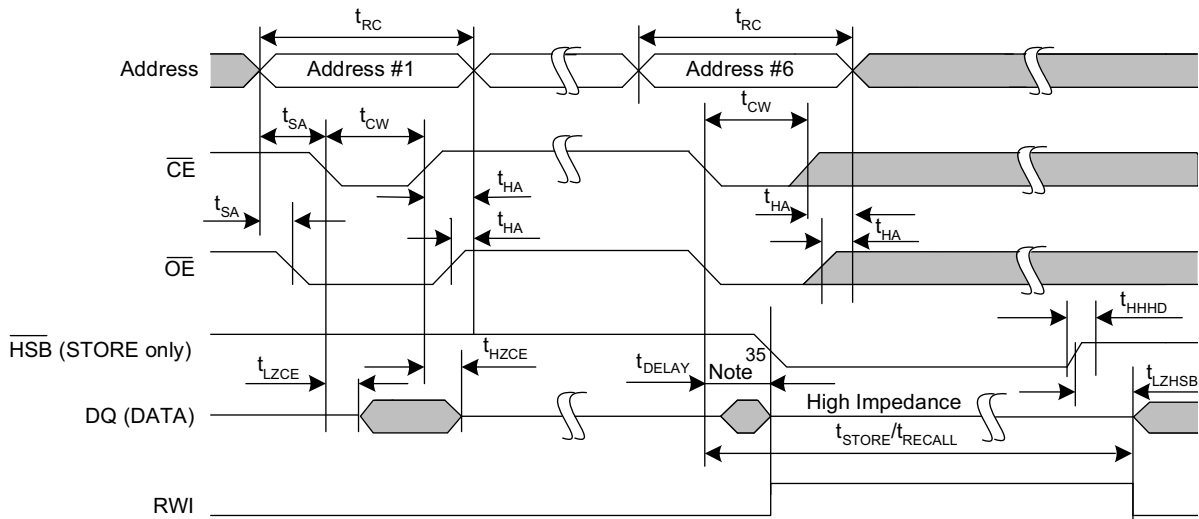 tRC tRC
Address Address #1 Address #6
tCW
tSA tCW
CE
tHA
tSA tHA
tHA tHA
OE
tHHHD
HSB (STORE only)
tLZCE tHZCE tDELAY Note 35 tLZHSB
DQ (DATA) High Impedance
tSTORE/tRECALL
RWI